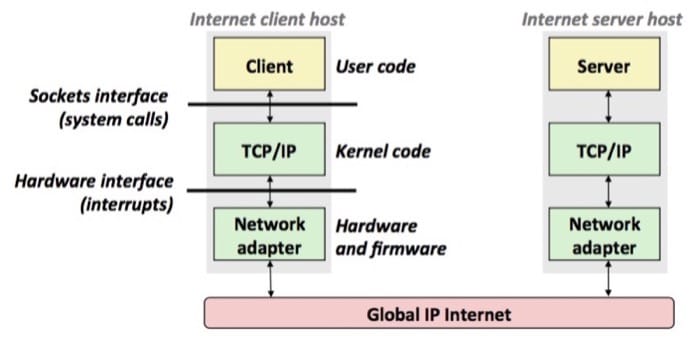 Internet client host
Internet server host
Client
User code
Server
Sockets interface
(system calls)
TCP/IP
Kernel code
TCP/IP
Hardware interface
(interrupts)
Network
adapter
Hardware
and firmware
Network
adapter
Global IP Internet